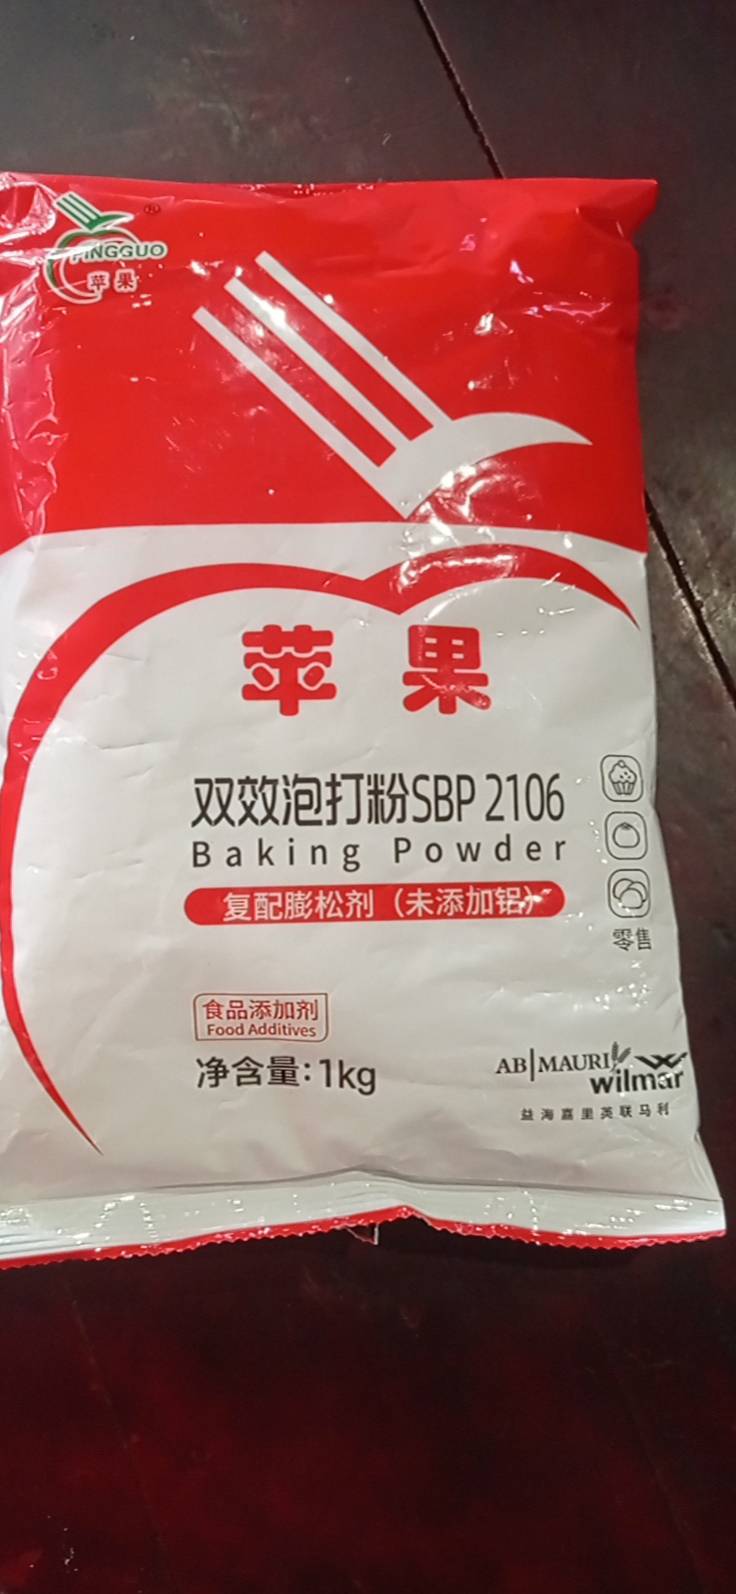 PINGGUO
®
苹果
苹果
双效泡打粉SBP 2106
Baking Powder
复配膨松剂（未添加铝）
零售
食品添加剂
Food Additives
净含量：1kg
AB|MAURI
wilmar
益海嘉里英联马利